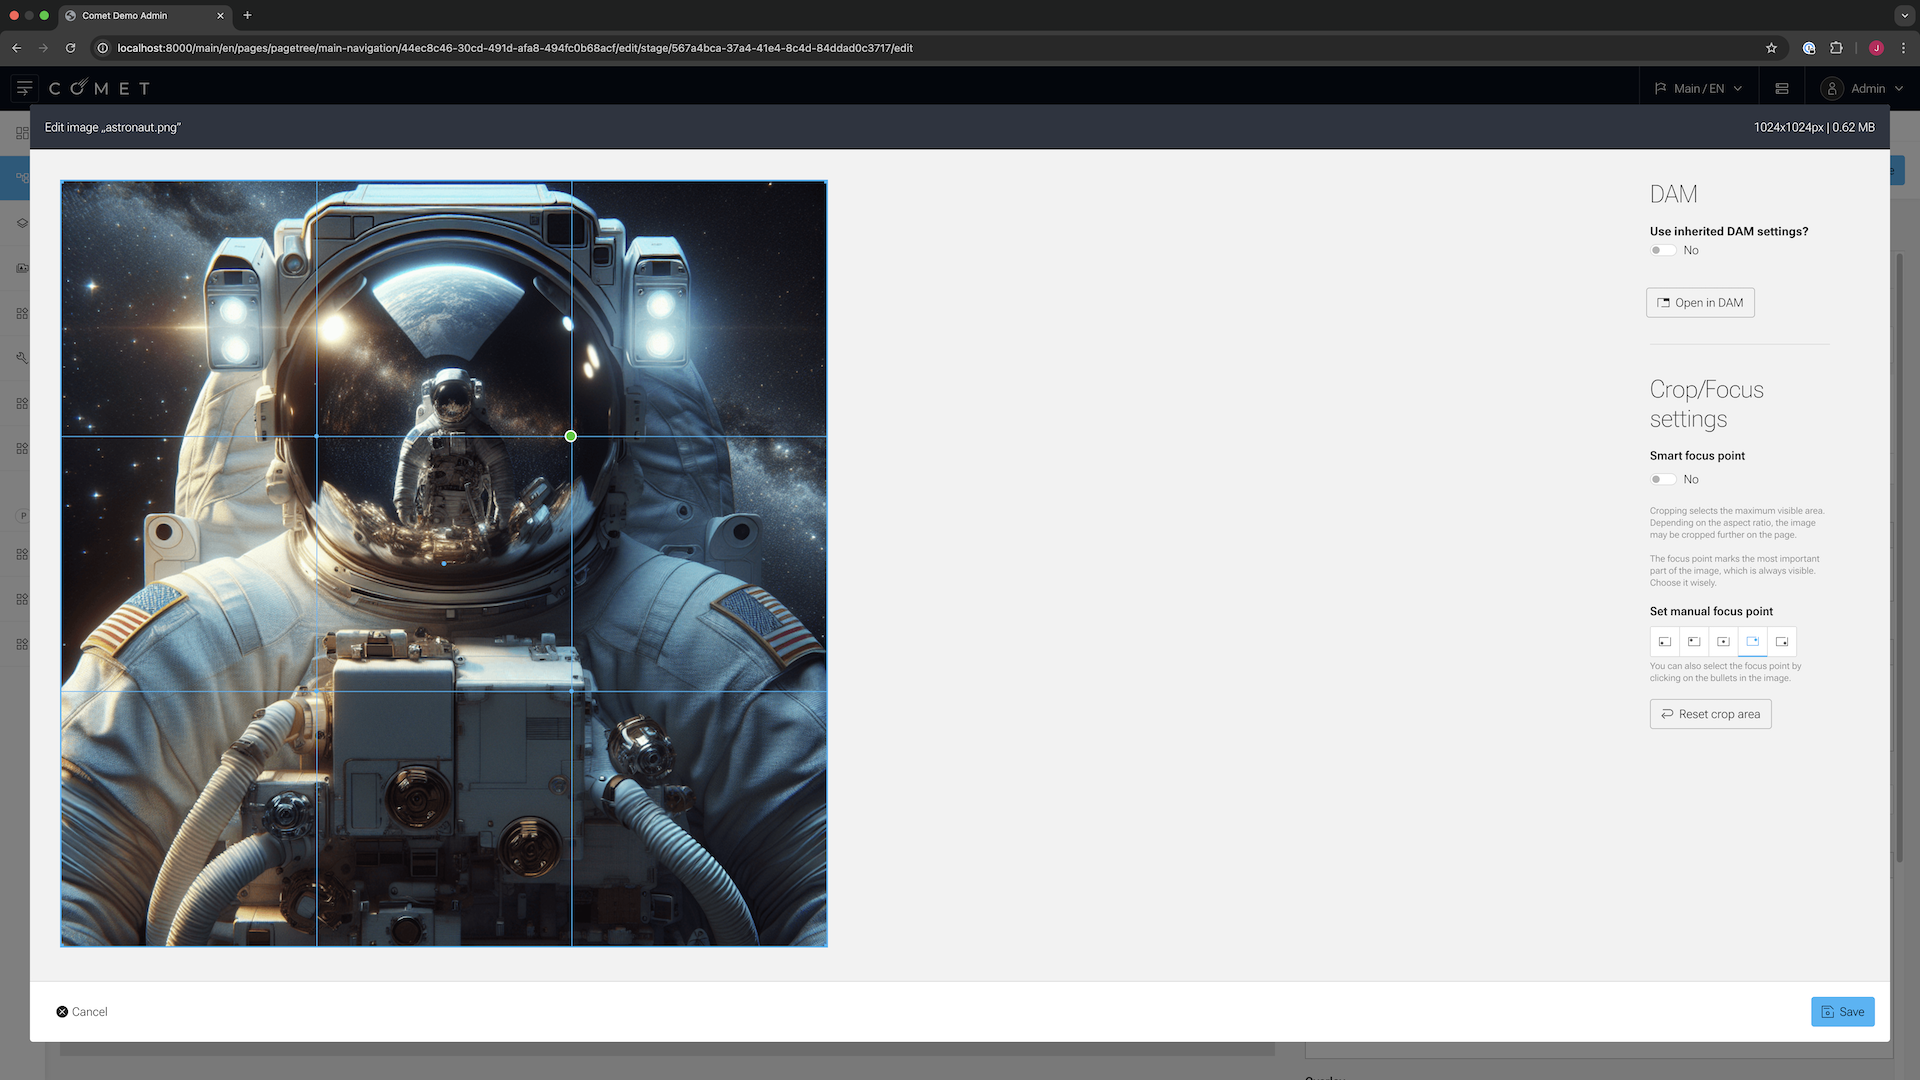 Comet Demo Admin
localhost:8000/main/en/pages/pagetree/main-navigation/44ec8c46-30cd-491d-afa8-494fc0b68acf/edit/stage/567a4bca-37a4-41e4-8c4d-84ddad0c3717/edit
J
COMET
Main / EN
Admin
Edit image „astronaut.png”
1024x1024px | 0.62 MB
DAM
Use inherited DAM settings?
No
Open in DAM
Crop/Focus
settings
Smart focus point
No
P
Cropping selects the maximum visible area.
Depending on the aspect ratio, the image
may be cropped further on the page.
The focus point marks the most important
part of the image, which is always visible.
Choose it wisely.
Set manual focus point
You can also select the focus point by
clicking on the bullets in the image.
Reset crop area
Cancel
Save